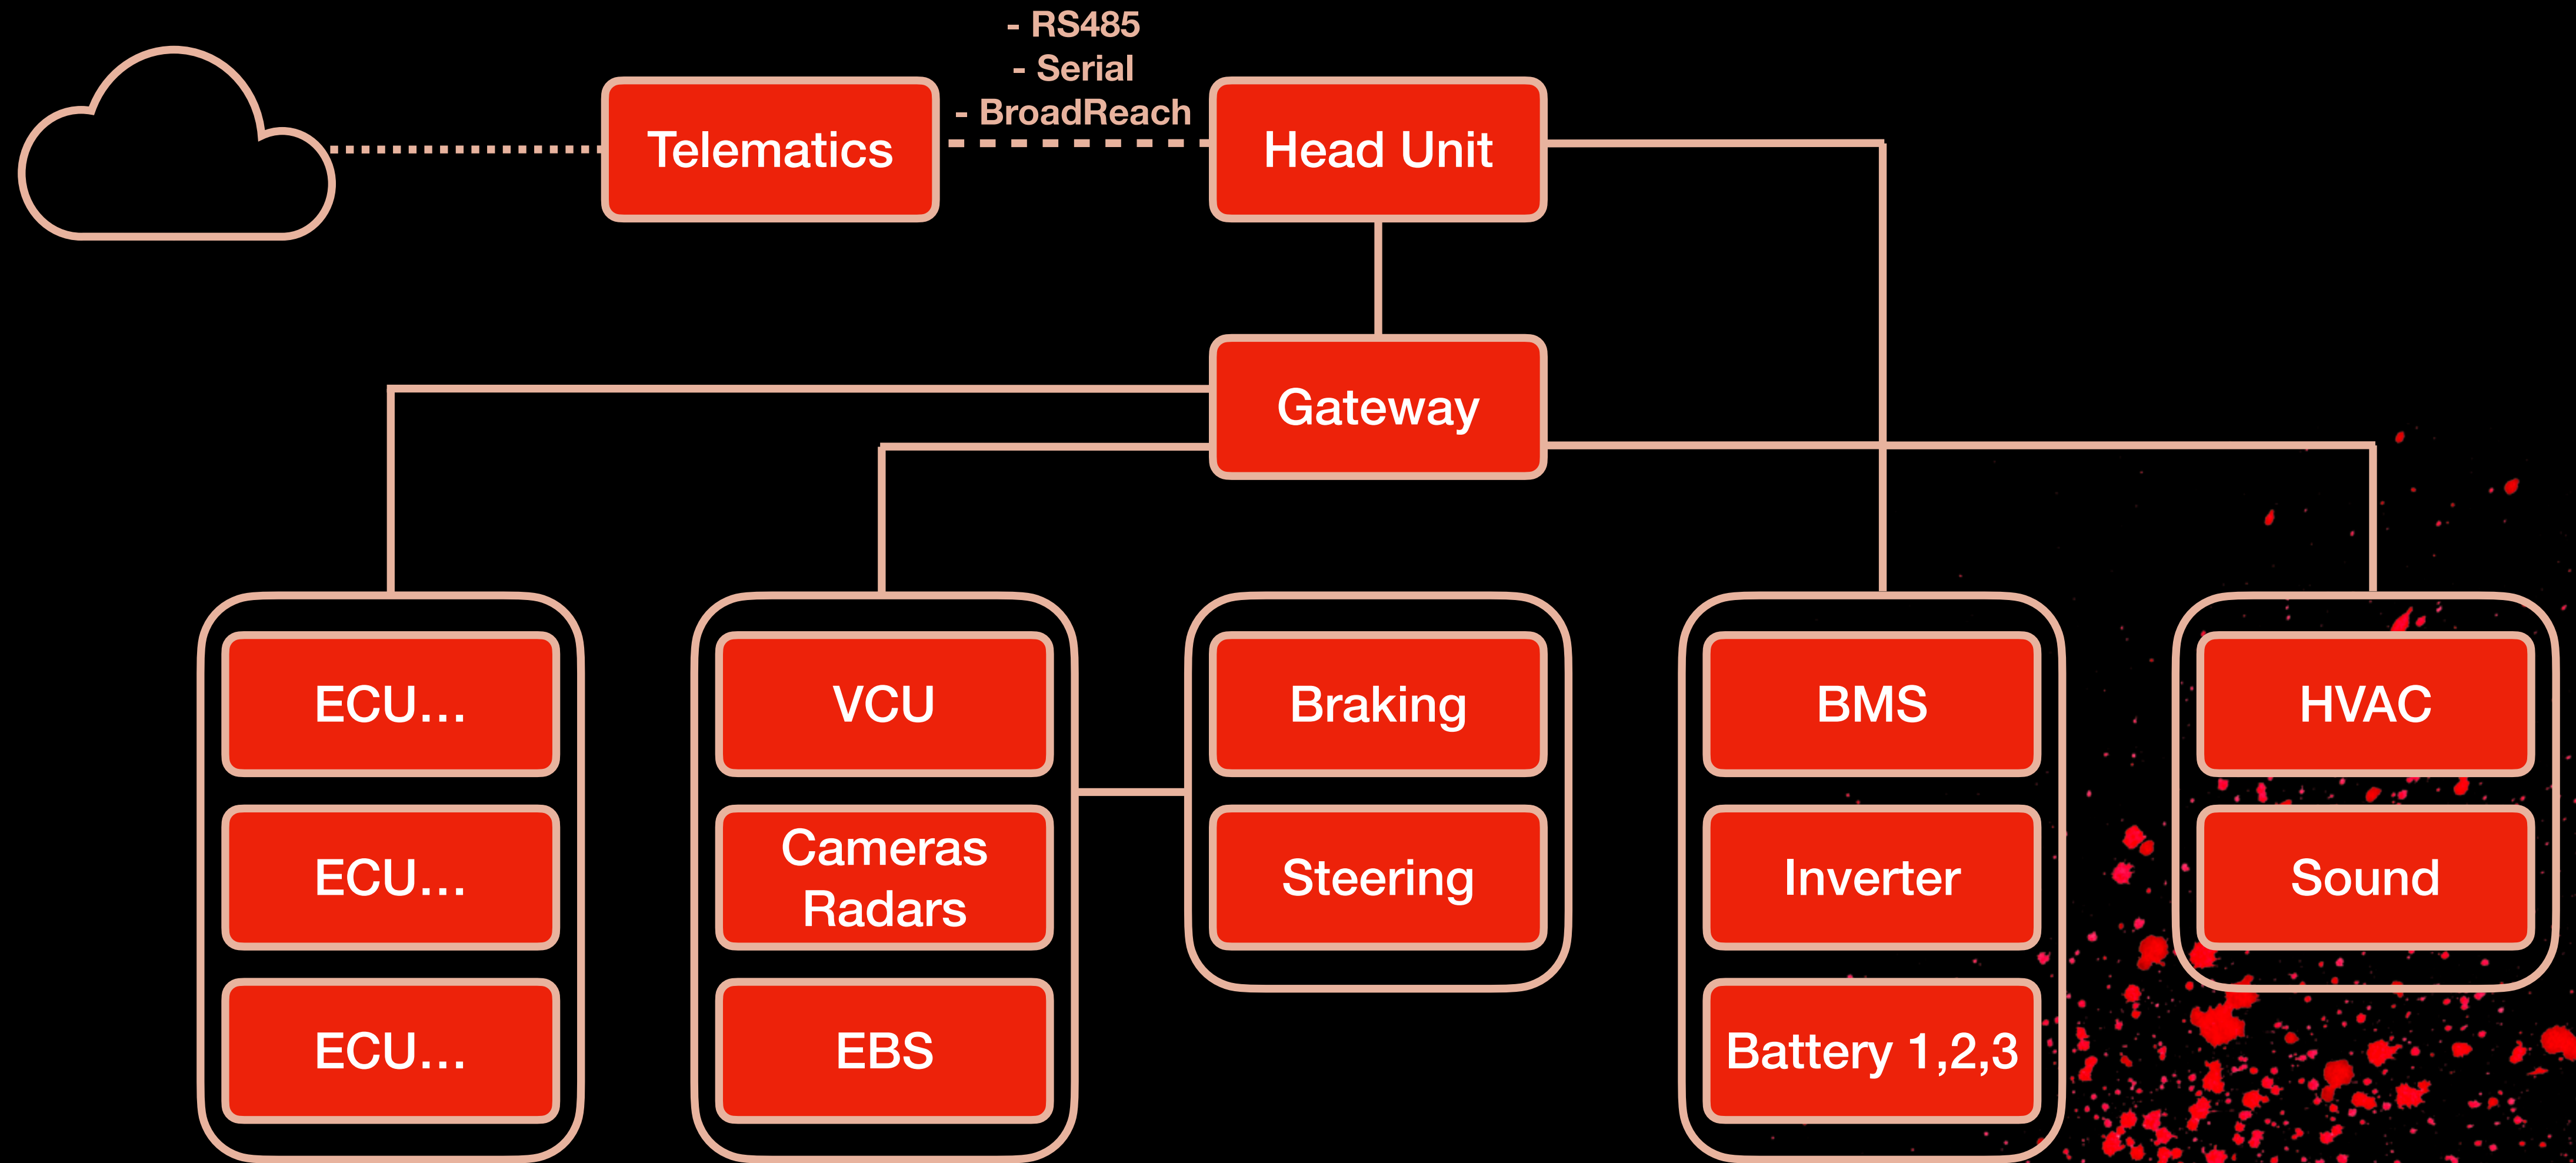 - RS485
- Serial
- BroadReach
Telematics
Head Unit
Gateway
ECU...
ECU...
ECU...
VCU
Cameras
Radars
EBS
Braking
Steering
BMS
Inverter
Battery 1,2,3
HVAC
Sound